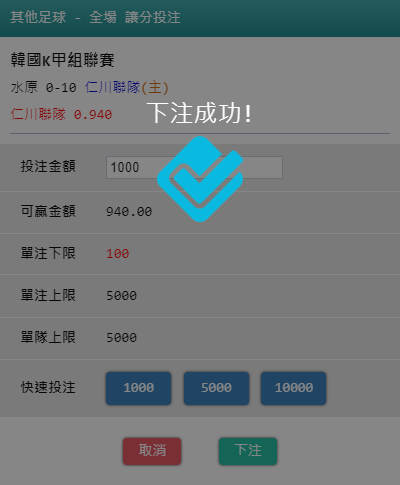 其他足球 - 全場 讓分投注
韓國K甲組聯賽
水原 0-10 仁川聯隊(主)
仁川聯隊 0.940
下注成功!
投注金額 1000
可贏金額 940.00
單注下限 100
單注上限 5000
單隊上限 5000
快速投注 1000 5000 10000
取消 下注